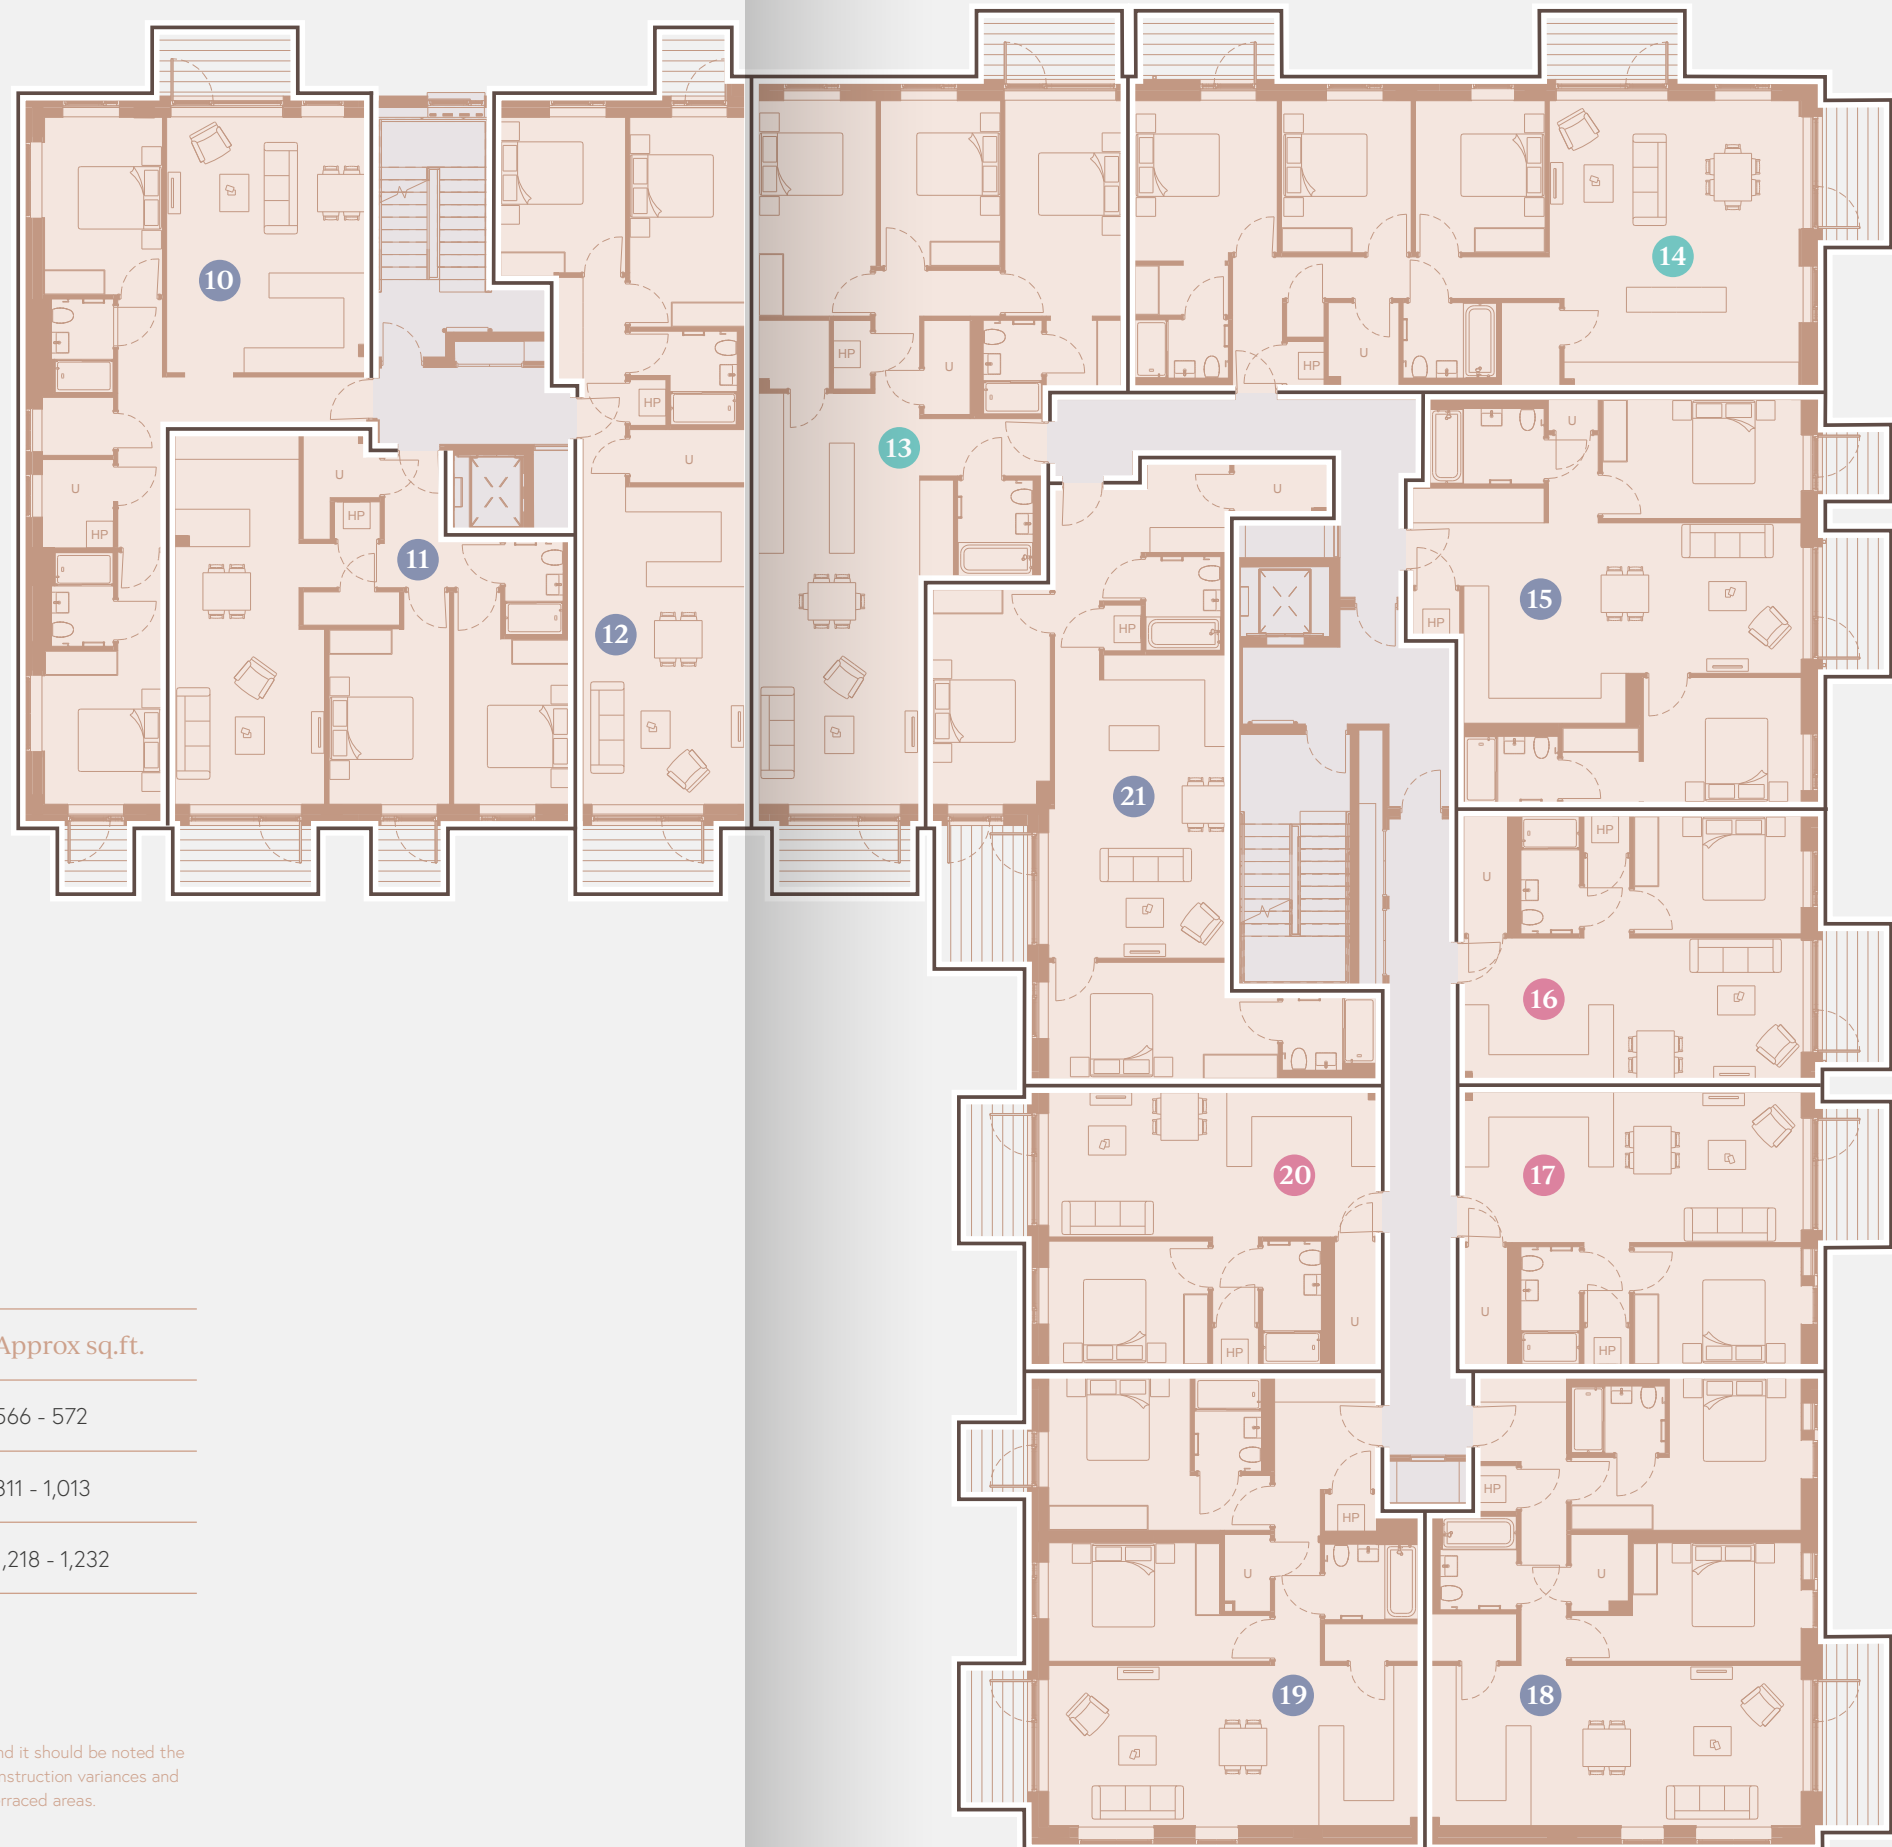 10
14
HP
U
HP
U
HP
13
U
U
U
U
U
HP
HP
11
15
12
HP
HP
21
HP
U
16
20
17
U
U
HP
HP
Approx sq.ft.
566 - 572
811 - 1,013
1,218 - 1,232
HP
HP
U
U
19
18
nd it should be noted the
nstruction variances and
rraced areas.